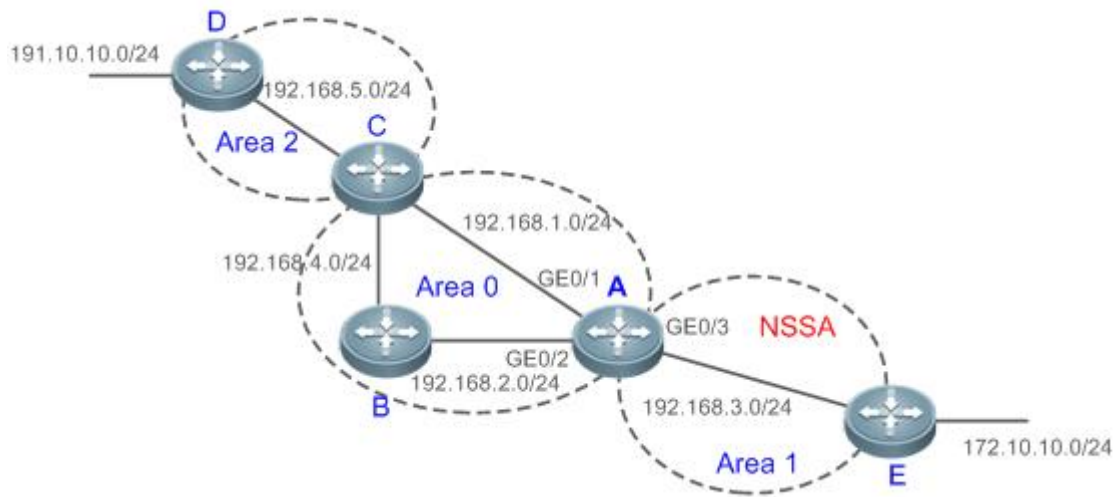 D
191.10.10.0/24
192.168.5.0/24
Area 2
C
192.168.1.0/24
192.168.4.0/24
GE0/1
Area 0
A
GE0/3
NSSA
GE0/2
192.168.2.0/24
B
192.168.3.0/24
172.10.10.0/24
Area 1
E